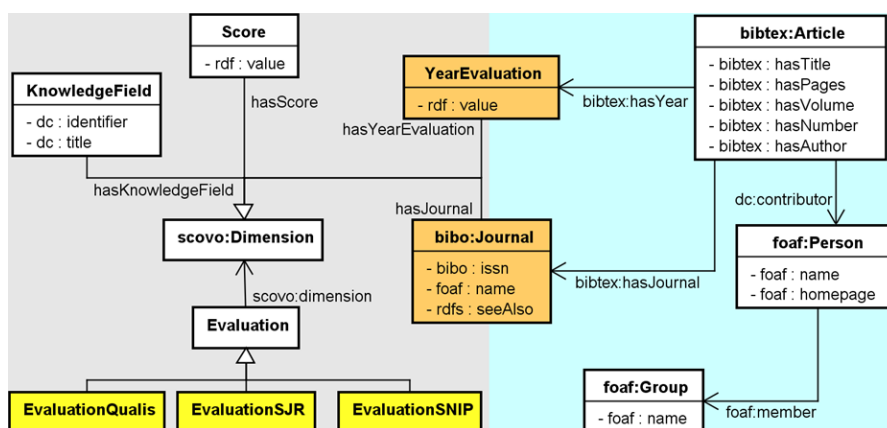 Score
- rdf : value
KnowledgeField
- dc : identifier
- dc : title
hasScore
hasKnowledgeField
YearEvaluation
- rdf : value
hasYearEvaluation
bibtex:hasYear
bibtex:Article
- bibtex : hasTitle
- bibtex : hasPages
- bibtex : hasVolume
- bibtex : hasNumber
- bibtex : hasAuthor
dc:contributor
scovo:Dimension
hasJournal
bibo:Journal
- bibo : issn
- foaf : name
- rdfs : seeAlso
bibtex:hasJournal
foaf:Person
- foaf : name
- foaf : homepage
scovo:dimension
Evaluation
EvaluationQualis
EvaluationSJR
EvaluationSNIP
foaf:Group
- foaf : name
foaf:member